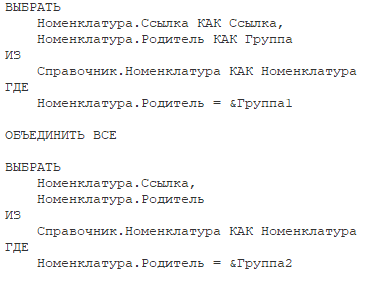 ВЫБРАТЬ
    Номенклатура.Ссылка КАК Ссылка,
    Номенклатура.Родитель КАК Группа
ИЗ
    Справочник.Номенклатура КАК Номенклатура
ГДЕ
    Номенклатура.Родитель = &Группа1

ОБЪЕДИНИТЬ ВСЕ

ВЫБРАТЬ
    Номенклатура.Ссылка,
    Номенклатура.Родитель
ИЗ
    Справочник.Номенклатура КАК Номенклатура
ГДЕ
    Номенклатура.Родитель = &Группа2